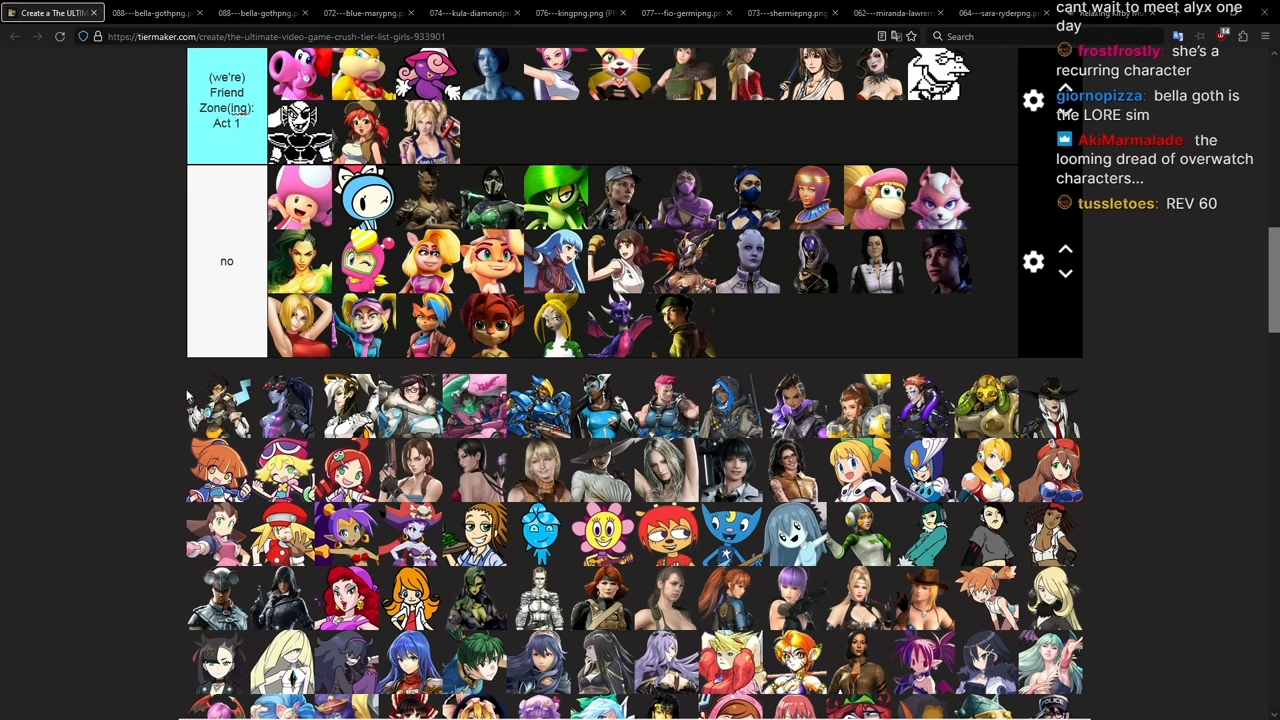 Create a The ULTIM
088---bella-gothpng.p
088---bella-gothpng.p
072---blue-marypng.p
074---kula-diamondp
076---kingpng.png (PN
077---fio-germipng.pn
073---shermiepng.png
062---miranda-lawren
064---sara-ryderpng.p
https://tiermaker.com/create/the-ultimate-video-game-crush-tier-list-girls-933901
Search
14
cant wait to meet alyx one
day
frostfrostly: she's a
recurring character
giornopizza: bella goth is
the LORE sim
AkiMarmalade: the
looming dread of overwatch
characters...
tussletoes: REV 60
(we're)
Friend
Zone(ing):
Act 1
no